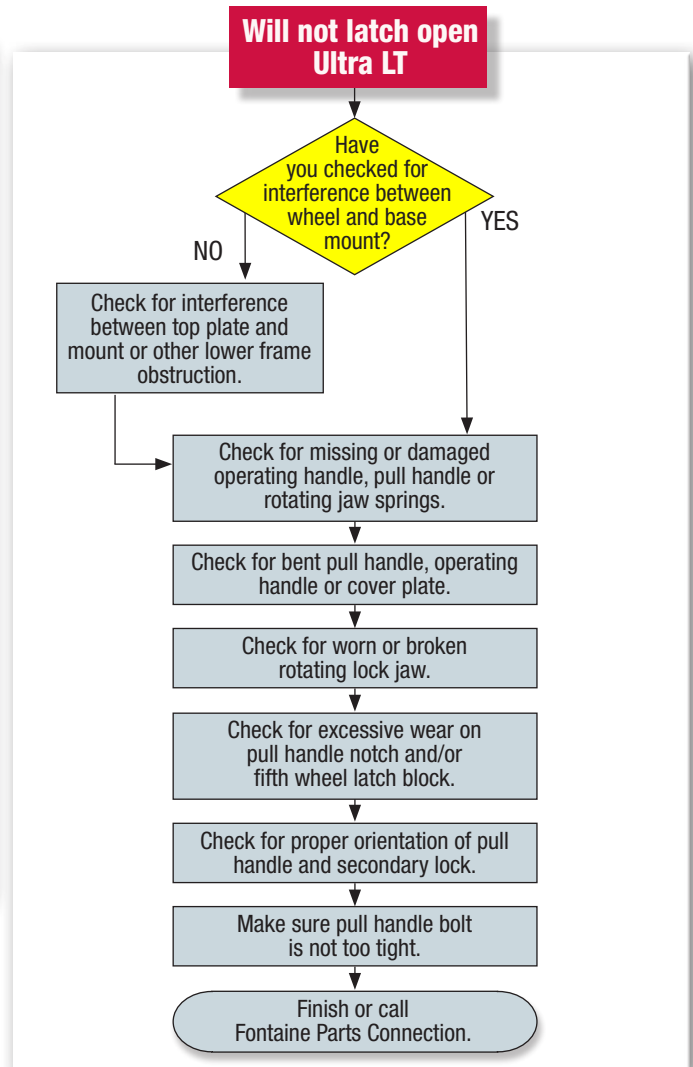 Will not latch open
Ultra LT
Have
you checked for
interference between
wheel and base
mount?
NO
YES
Check for interference
between top plate and
mount or other lower frame
obstruction.
Check for missing or damaged
operating handle, pull handle or
rotating jaw springs.
Check for bent pull handle, operating
handle or cover plate.
Check for worn or broken
rotating lock jaw.
Check for excessive wear on
pull handle notch and/or
fifth wheel latch block.
Check for proper orientation of pull
handle and secondary lock.
Make sure pull handle bolt
is not too tight.
Finish or call
Fontaine Parts Connection.